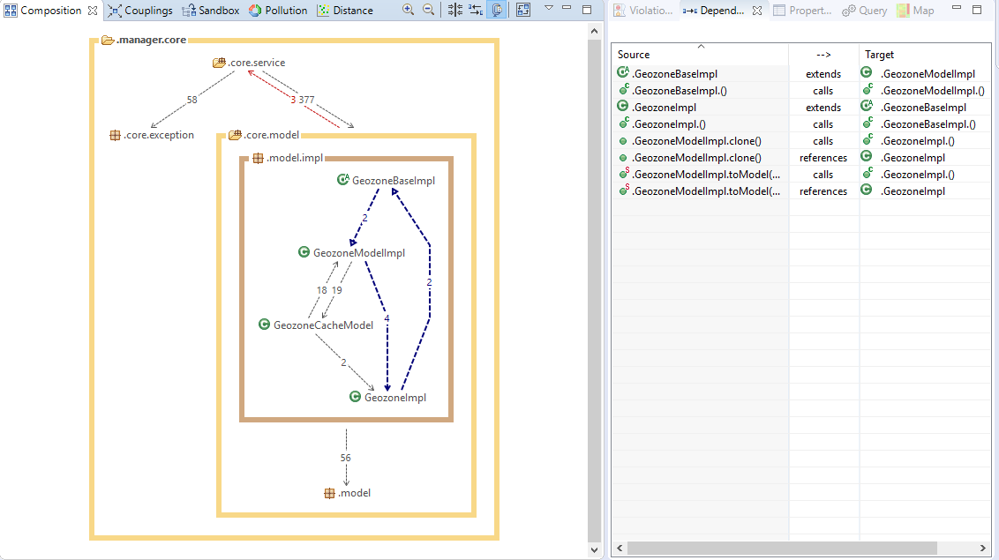 Composition Couplings Sandbox Pollution Distance
.manager.core
.core.service
58
3 377
.core.exception
.core.model
.model.impl
GeozoneBaseImpl
2
GeozoneModelImpl
18 19
2
4
GeozoneCacheModel
2
GeozoneImpl
56
.model
Violatio... Depend... Propert... Query Map
Source --> Target
.GeozoneBaseImpl extends .GeozoneModelImpl
.GeozoneBaseImpl.() calls .GeozoneModelImpl.()
.GeozoneImpl extends .GeozoneBaseImpl
.GeozoneImpl.() calls .GeozoneBaseImpl.()
.GeozoneModelImpl.clone() calls .GeozoneImpl.()
.GeozoneModelImpl.clone() references .GeozoneImpl
.GeozoneModelImpl.toModel(... calls .GeozoneImpl.()
.GeozoneModelImpl.toModel(... references .GeozoneImpl